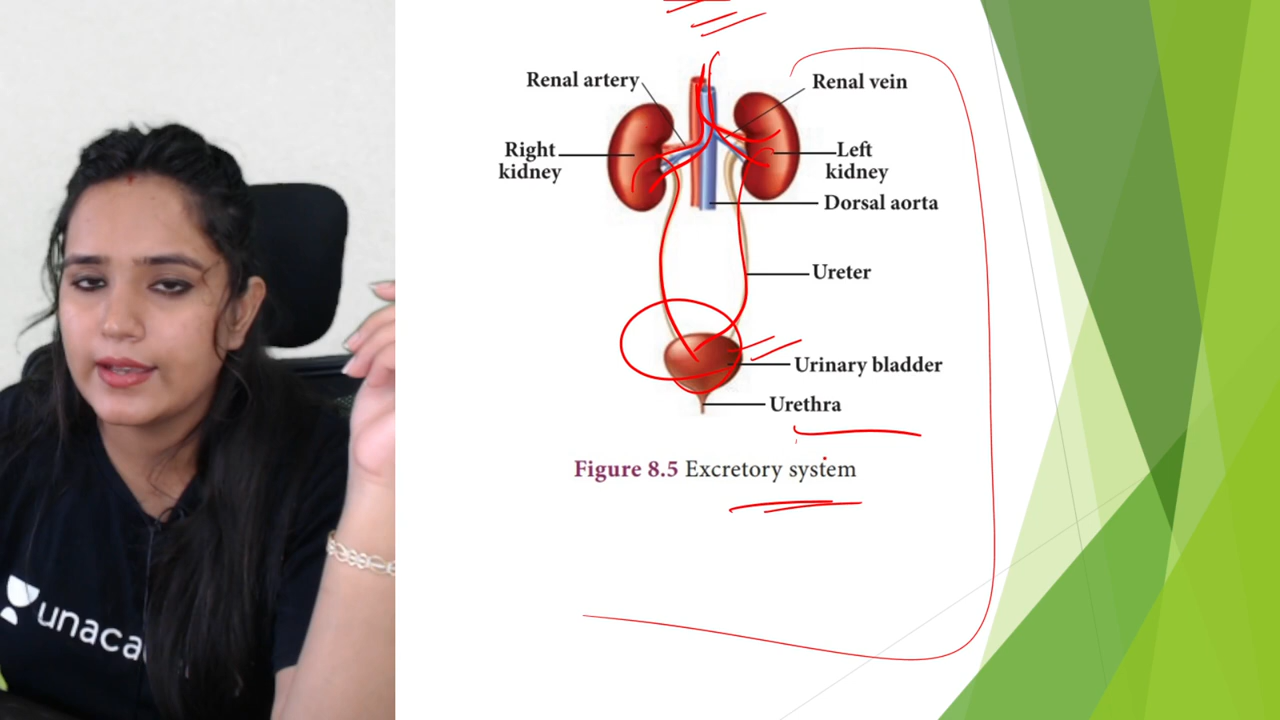 Renal artery
Renal vein
Right
kidney
Left
kidney
Dorsal aorta
Ureter
Urinary bladder
Urethra
Figure 8.5 Excretory system
unaca